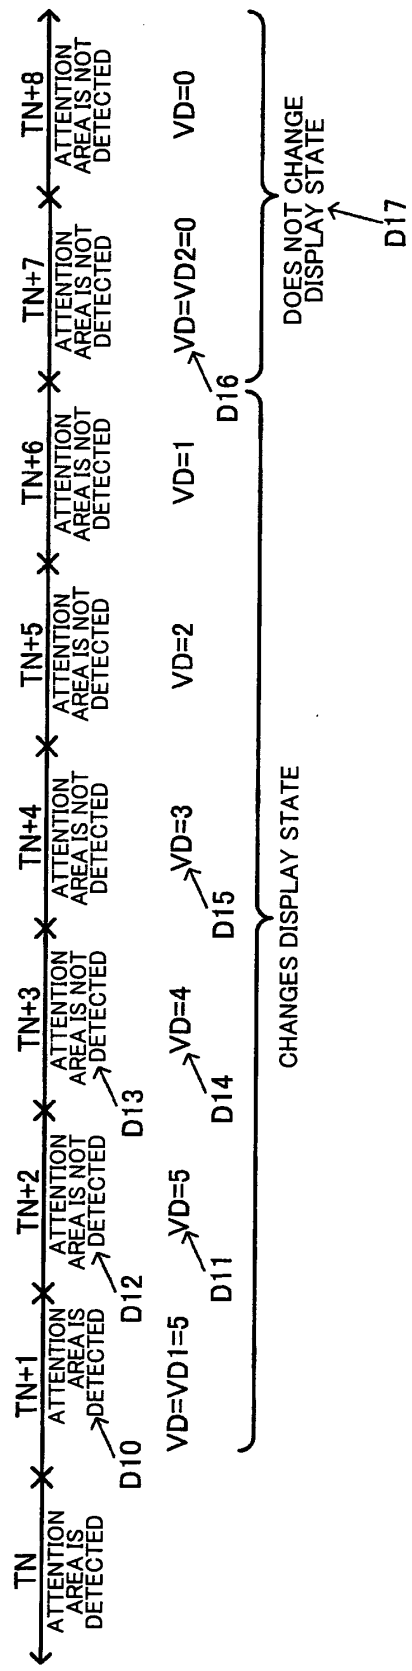 TN
TN+1
TN+2
TN+3
TN+4
TN+5
TN+6
TN+7
TN+8
ATTENTION
AREA IS
DETECTED
ATTENTION
AREA IS
DETECTED
ATTENTION
AREA IS NOT
DETECTED
ATTENTION
AREA IS NOT
DETECTED
ATTENTION
AREA IS NOT
DETECTED
ATTENTION
AREA IS NOT
DETECTED
ATTENTION
AREA IS NOT
DETECTED
ATTENTION
AREA IS NOT
DETECTED
ATTENTION
AREA IS NOT
DETECTED
D10
D12
D13
VD=VD1=5
VD=5
VD=4
VD=3
VD=2
VD=1
VD=VD2=0
VD=0
D11
D14
D15
D16
CHANGES DISPLAY STATE
DOES NOT CHANGE
DISPLAY STATE
D17